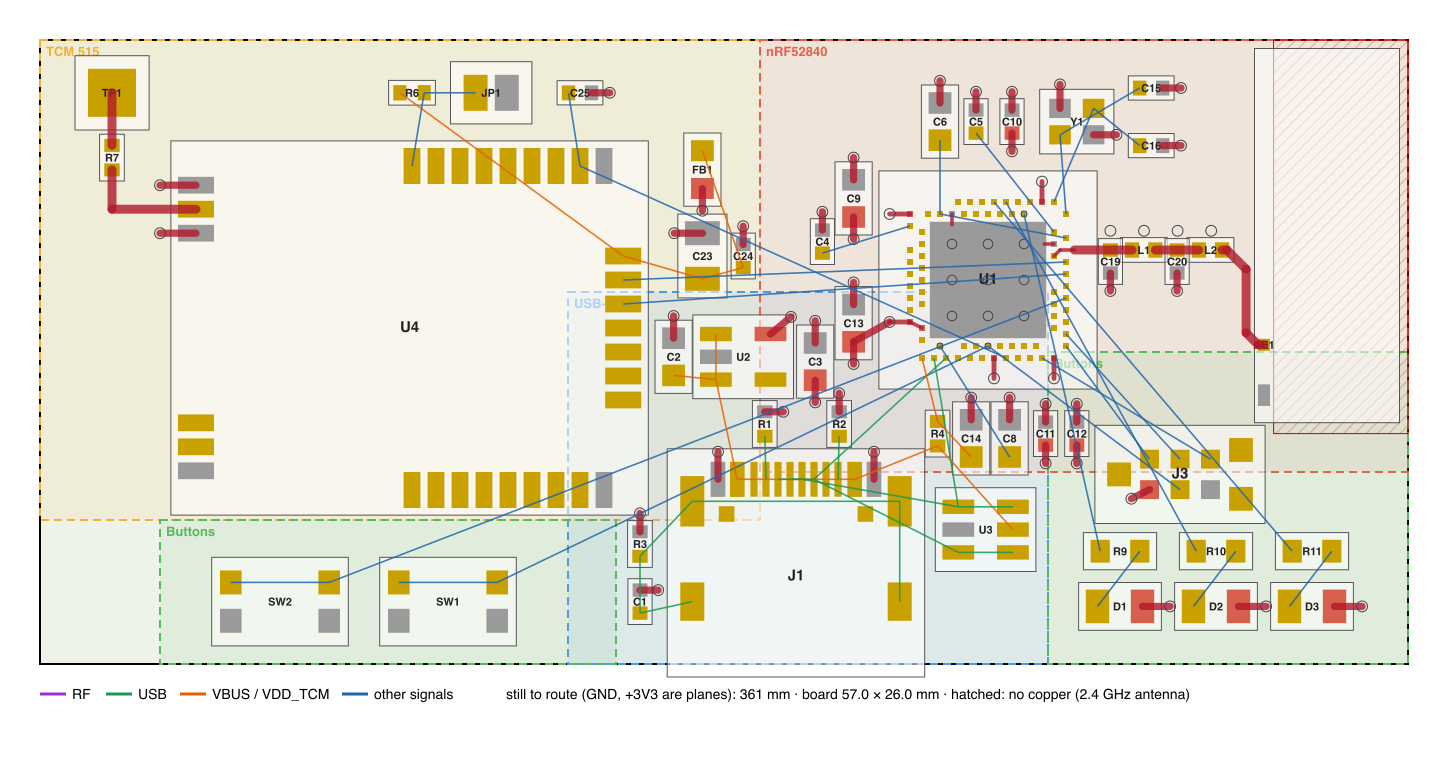 TCM 515
nRF52840
TP1
R6
JP1
C25
C6
C5
C10
Y1
C15
C16
R7
FB1
C9
C4
C23
C24
U1
C19
L1
C20
L2
USB-
U4
C2
U2
C3
C13
E1
Buttons
R1
R2
R4
C14
C8
C11
C12
J3
Buttons
R3
U3
R9
R10
R11
J1
SW2
SW1
C1
D1
D2
D3
RF
USB
VBUS / VDD_TCM
other signals
still to route (GND, +3V3 are planes): 361 mm · board 57.0 × 26.0 mm · hatched: no copper (2.4 GHz antenna)